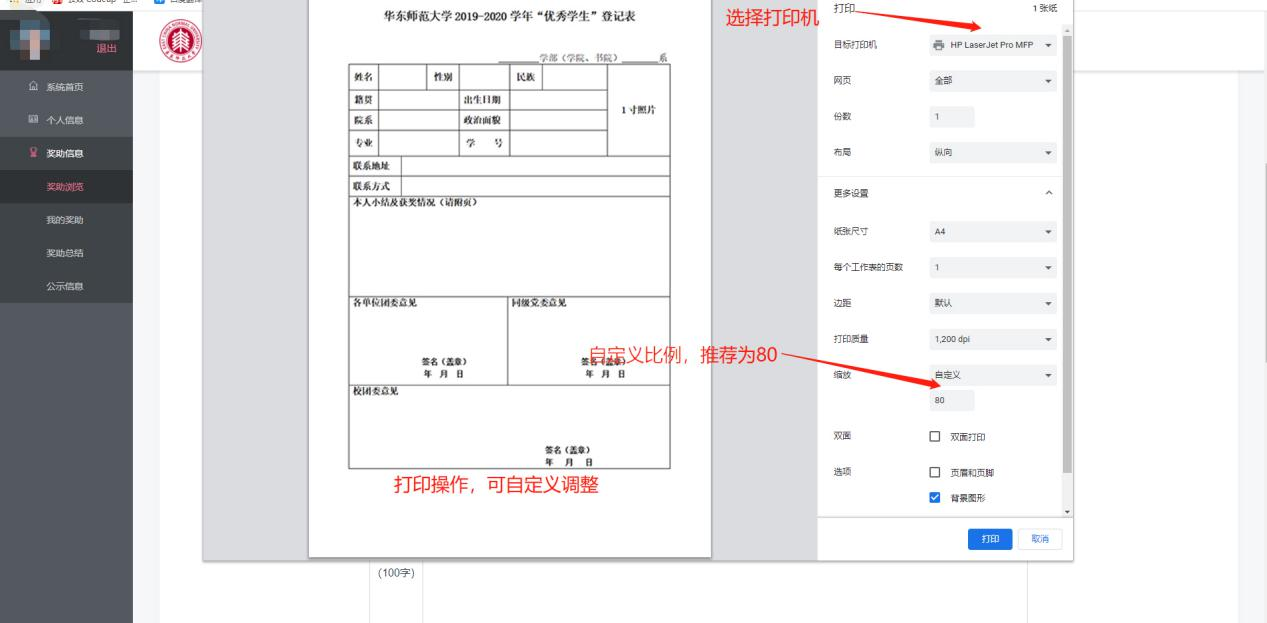 退出
系统首页
个人信息
奖助信息
奖助浏览
我的奖助
奖助总结
公示信息
华东师范大学 2019-2020 学年“优秀学生”登记表
学部（学院、书院）______系
姓名 性别 民族
1 寸照片
籍贯 出生日期
院系 政治面貌
专业 学 号
联系地址
联系方式
本人小结及获奖情况（请附页）
各单位团委意见 同级党委意见
签名（盖章） 签名（盖章）
年 月 日 年 月 日
校团委意见
签名（盖章）
年 月 日
打印操作，可自定义调整
(100字)
选择打印机
自定义比例，推荐为80
打印 1 张纸
目标打印机 HP LaserJet Pro MFP
网页 全部
份数 1
布局 纵向
更多设置
纸张尺寸 A4
每个工作表的页数 1
边距 默认
打印质量 1,200 dpi
缩放 自定义
80
双面 双面打印
选项 页眉和页脚
背景图形
打印 取消